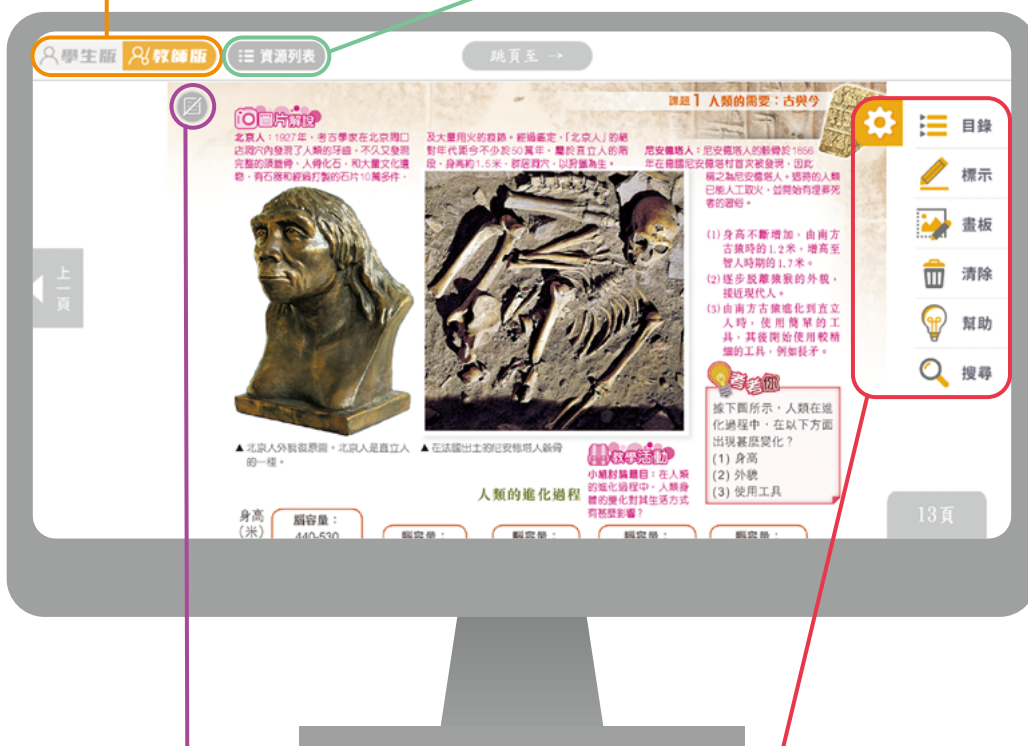 學生版 教師版 資源列表 跳頁至 →
課題1 人類的需要：古與今
圖片解說
北京人：1927年，考古學家在北京周口
店洞穴內發現了人類的牙齒，不久又發現
完整的頭蓋骨、人骨化石，和大量文化遺
物，有石器和經過打製的石片10萬多件，
及大量用火的痕跡。經過鑑定，「北京人」的絕
對年代距今不少於50萬年，屬於直立人的階
段，身高約1.5米，群居洞穴，以狩獵為生。
尼安德塔人：尼安德塔人的骸骨於1856
年在德國尼安德塔村首次被發現，因此
稱之為尼安德塔人。這時的人類
已能人工取火，並開始有埋葬死
者的習俗。
(1)身高不斷增加，由南方
古猿時的1.2米，增高至
智人時期的1.7米。
(2)逐步脫離猿猴的外貌，
接近現代人。
(3)由南方古猿進化到直立
人時，使用簡單的工
具，其後開始使用較精
細的工具，例如長矛。
考考你
據下圖所示，人類在進
化過程中，在以下方面
出現甚麼變化？
(1) 身高
(2) 外貌
(3) 使用工具
▲北京人外貌復原圖。北京人是直立人
的一種。
▲在法國出土的尼安德塔人骸骨
教學活動
小組討論題目：在人類
的進化過程中，人類身
體的變化對其生活方式
有甚麼影響？
人類的進化過程
身高
(米)
腦容量：
440-530
腦容量：
腦容量：
腦容量：
腦容量：
上一頁
目錄
標示
畫板
清除
幫助
搜尋
13頁